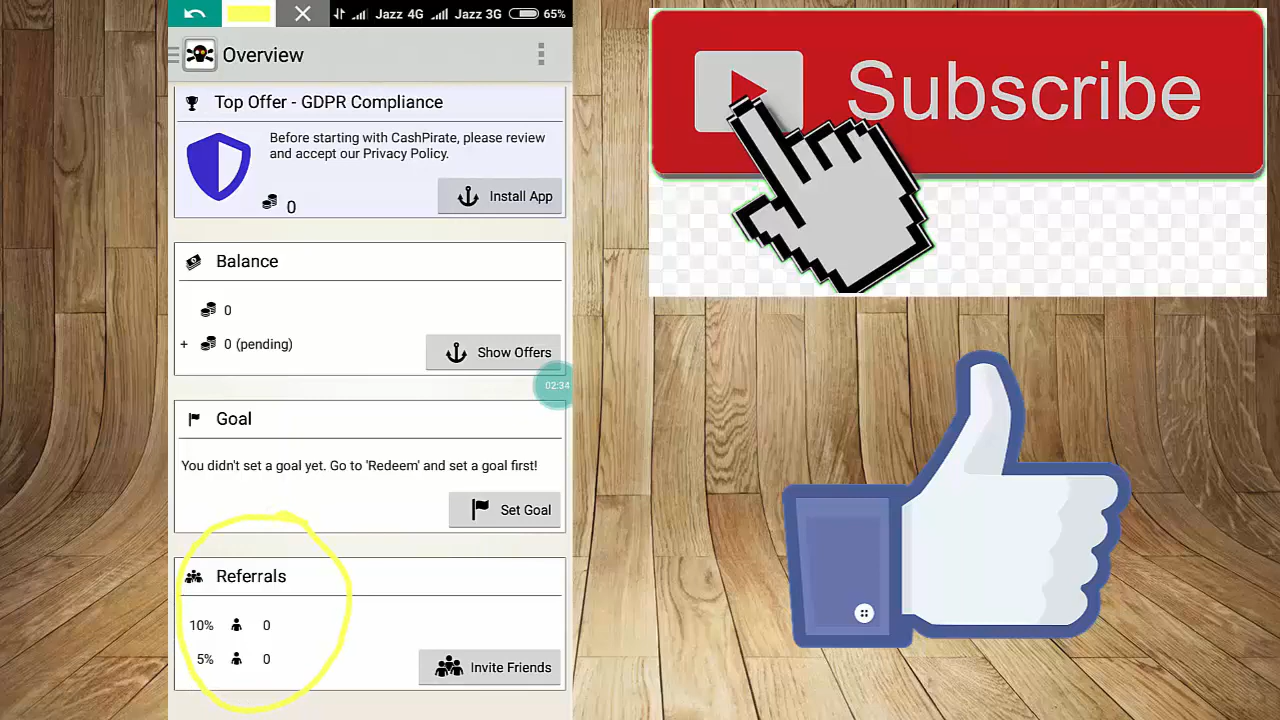 Jazz 4G Jazz 3G 65%
Overview
Top Offer - GDPR Compliance
Before starting with CashPirate, please review
and accept our Privacy Policy.
0
Install App
Balance
0
+ 0 (pending)
Show Offers
02:34
Goal
You didn't set a goal yet. Go to 'Redeem' and set a goal first!
Set Goal
Referrals
10% 0
5% 0
Invite Friends
Subscribe